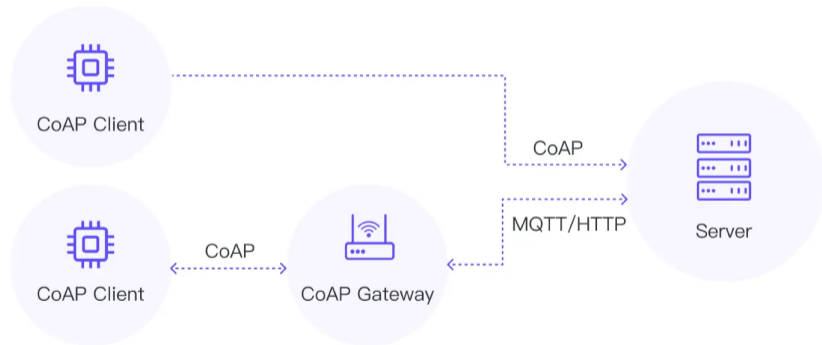 CoAP Client
CoAP
Server
MQTT/HTTP
CoAP Client
CoAP
CoAP Gateway